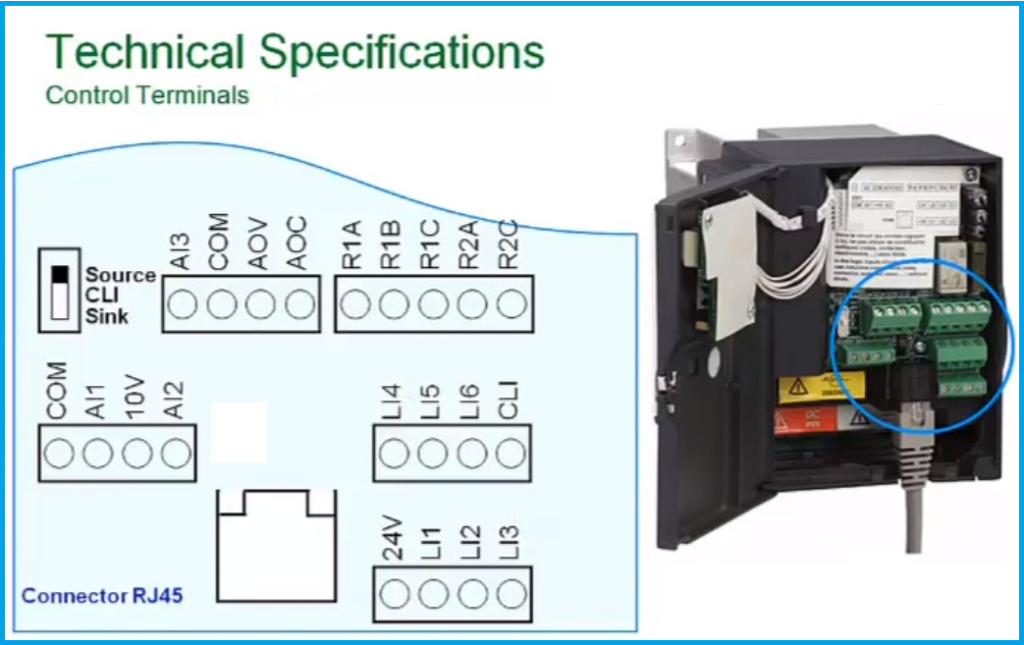 Technical Specifications
Control Terminals
AI3 COM AOV AOC R1A R1B R1C R2A R2C
Source
CLI
Sink
COM AI1 10V AI2
LI4 LI5 LI6 CLI
24V LI1 LI2 LI3
Connector RJ45
DC